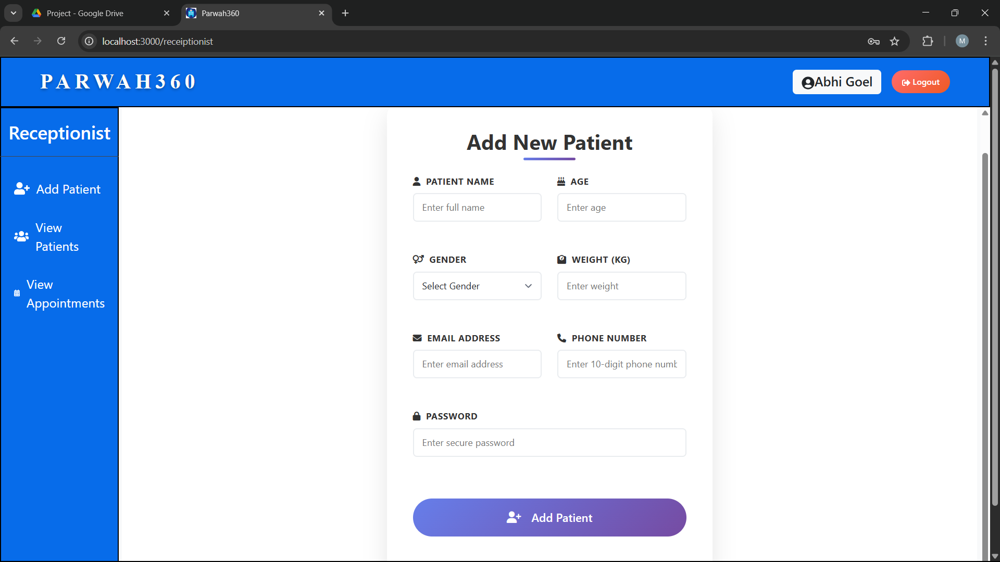 Project - Google Drive
Parwah360
localhost:3000/receiptionist
M
PARWAH360
Abhi Goel
Logout
Receptionist
Add Patient
View
Patients
View
Appointments
Add New Patient
PATIENT NAME
AGE
Enter full name
Enter age
GENDER
WEIGHT (KG)
Select Gender
Enter weight
EMAIL ADDRESS
PHONE NUMBER
Enter email address
Enter 10-digit phone numb
PASSWORD
Enter secure password
Add Patient